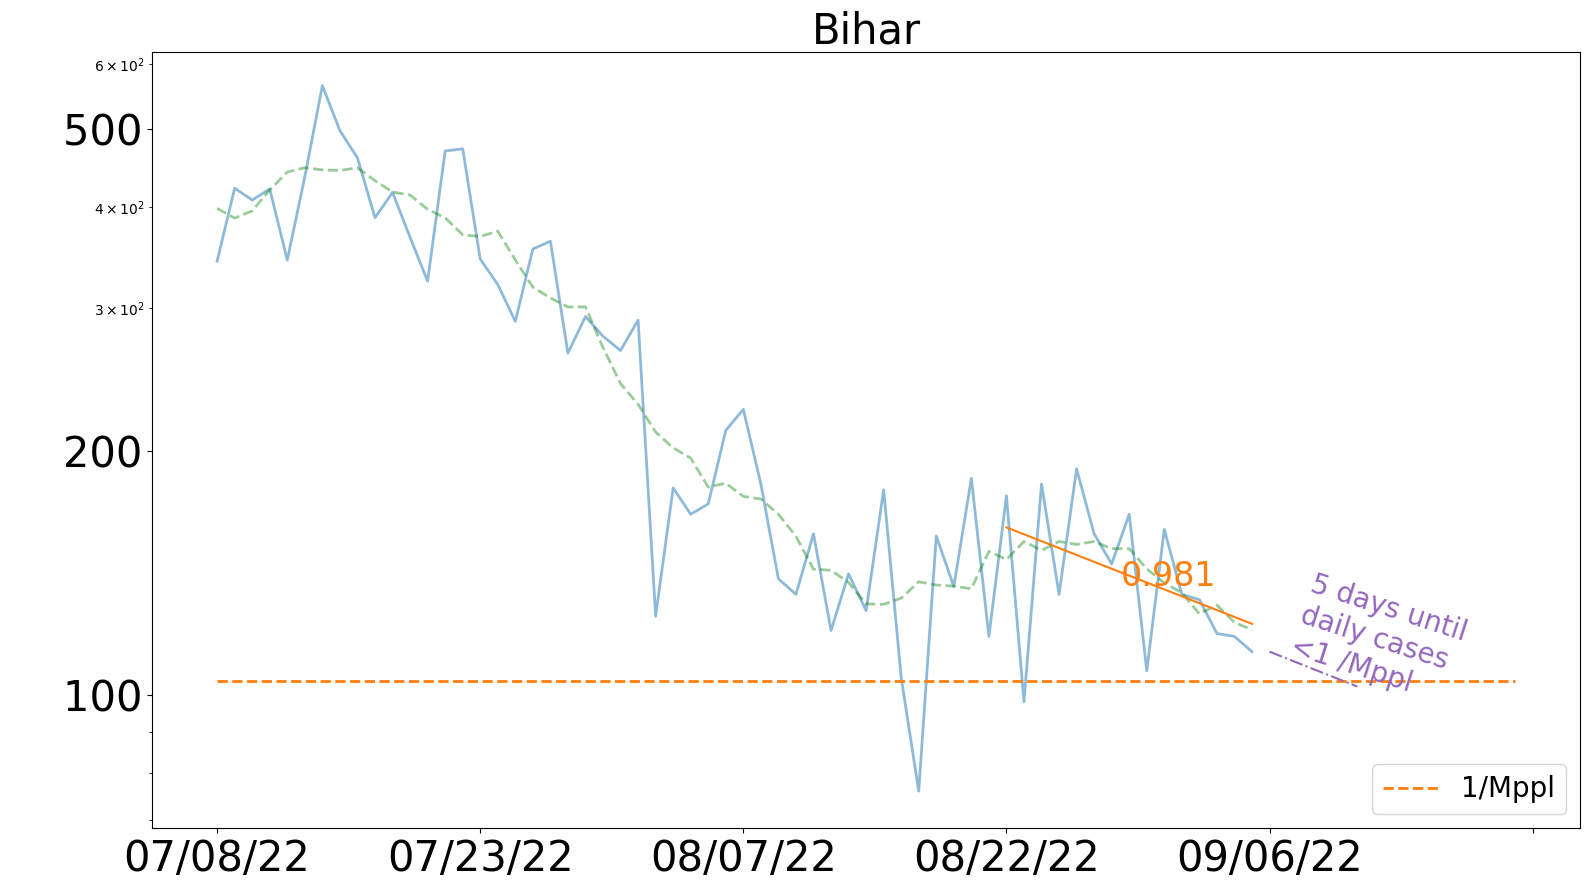 Bihar
6 × 10²
500
4 × 10²
3 × 10²
200
100
0.981
5 days until
daily cases
<1 /Mppl
1/Mppl
07/08/22
07/23/22
08/07/22
08/22/22
09/06/22